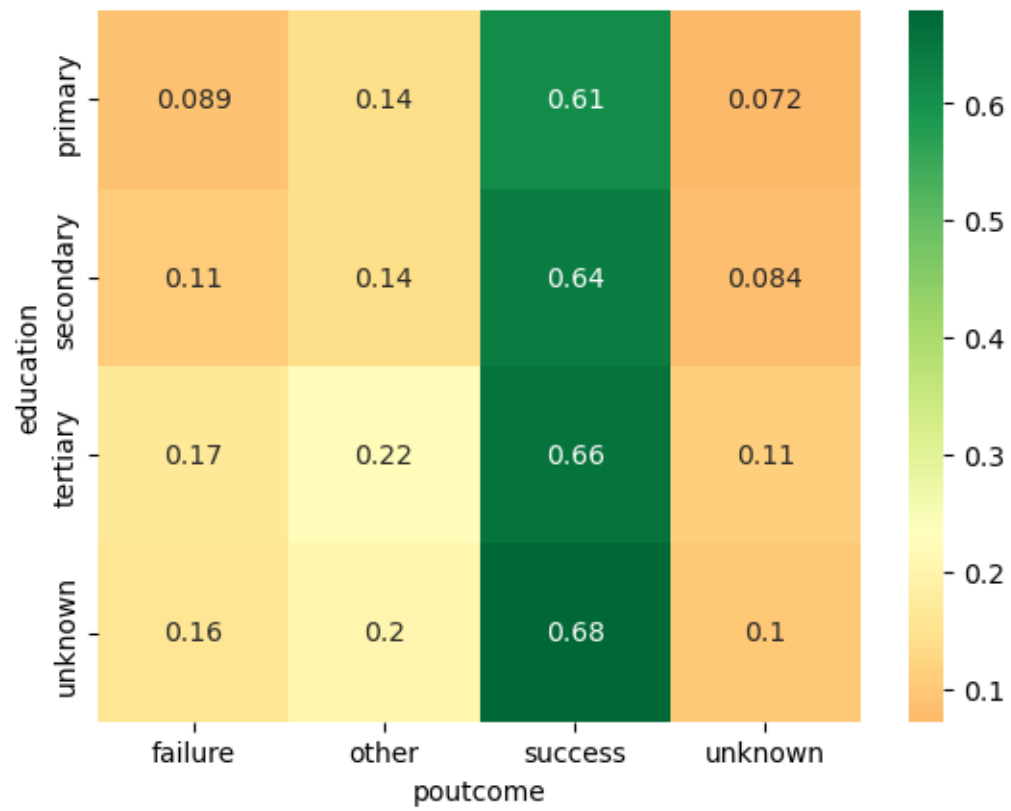 primary 0.089 0.14 0.61 0.072
secondary 0.11 0.14 0.64 0.084
tertiary 0.17 0.22 0.66 0.11
unknown 0.16 0.2 0.68 0.1
education
failure other success unknown
poutcome
0.6
0.5
0.4
0.3
0.2
0.1